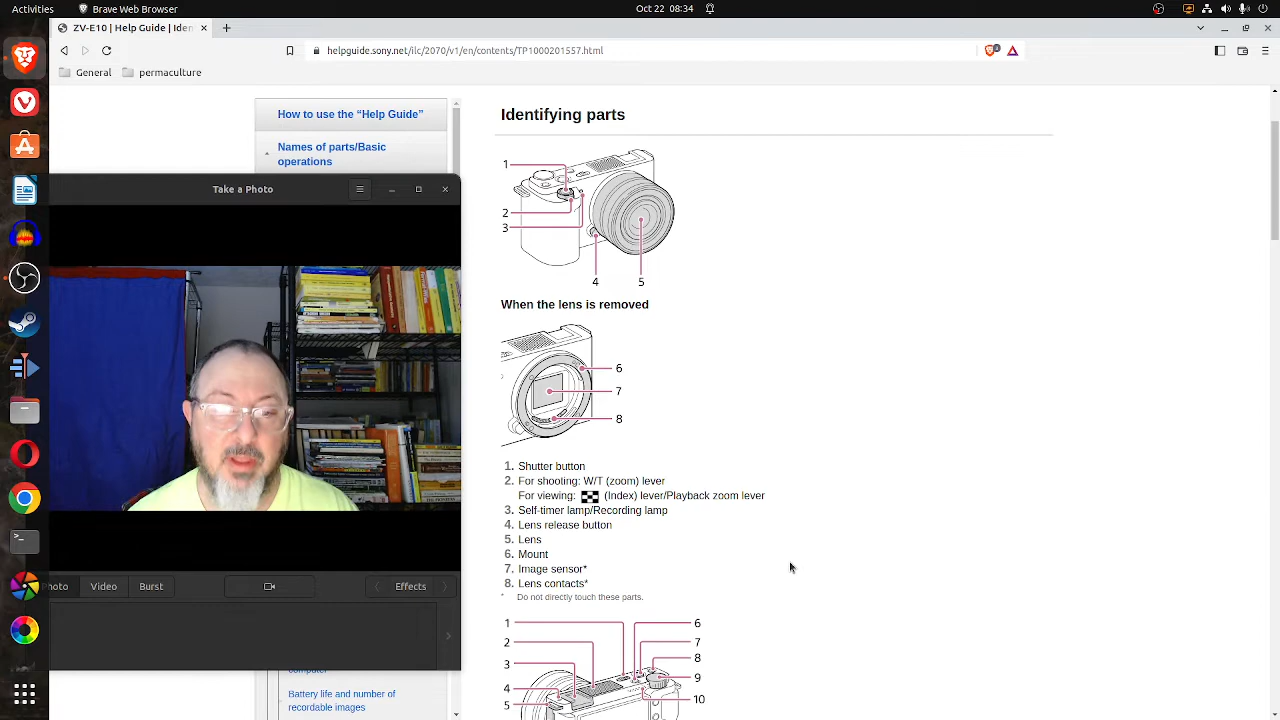 Activities
Brave Web Browser
Oct 22 08:34
ZV-E10 | Help Guide | Iden
helpguide.sony.net/ilc/2070/v1/en/contents/TP1000201557.html
General
permaculture
How to use the “Help Guide”
Names of parts/Basic
operations
Take a Photo
Photo
Video
Burst
Effects
computer
Battery life and number of
recordable images
Identifying parts
1
2
3
4
5
When the lens is removed
6
7
8
1. Shutter button
2. For shooting: W/T (zoom) lever
For viewing: (Index) lever/Playback zoom lever
3. Self-timer lamp/Recording lamp
4. Lens release button
5. Lens
6. Mount
7. Image sensor*
8. Lens contacts*
* Do not directly touch these parts.
1
2
3
4
5
6
7
8
9
10